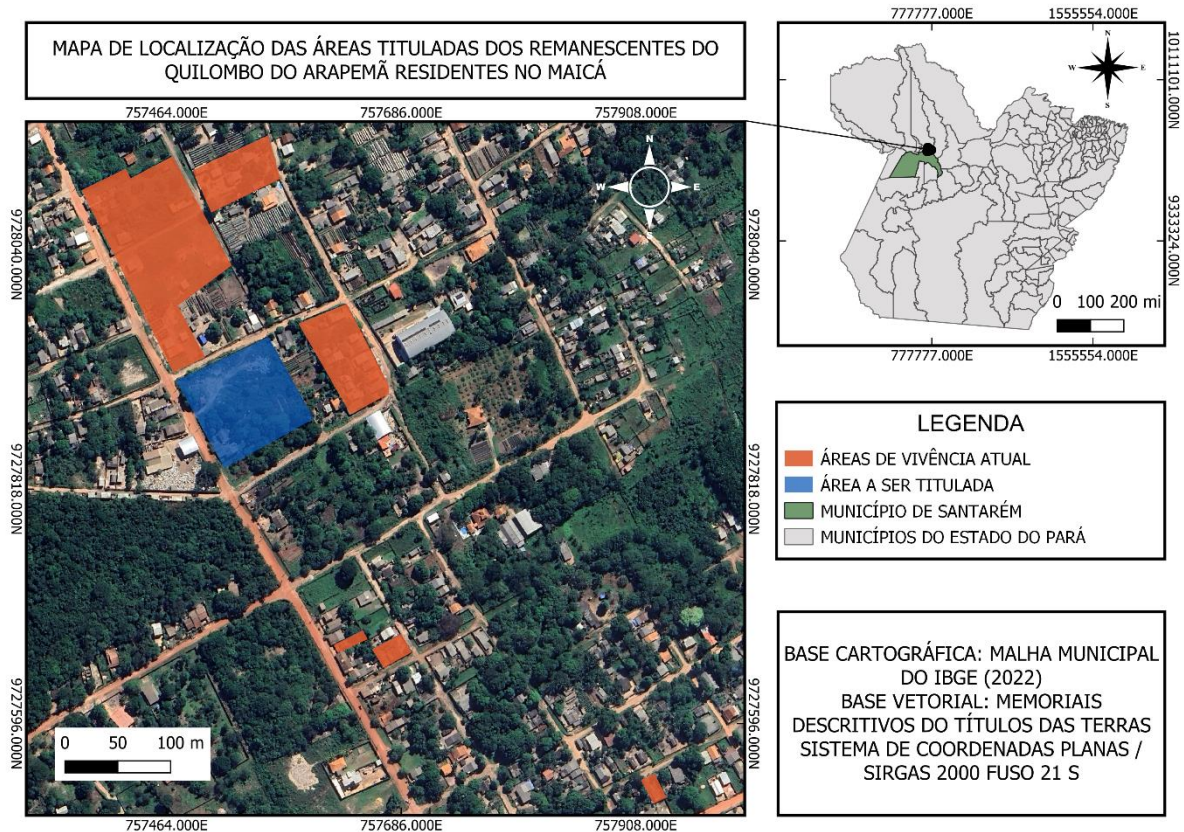 MAPA DE LOCALIZAÇÃO DAS ÁREAS TITULADAS DOS REMANESCENTES DO
QUILOMBO DO ARAPEMÃ RESIDENTES NO MAICÁ
757464.000E 757686.000E 757908.000E
N
W E
S
9728040.000N 9728040.000N
9727818.000N 9727818.000N
9727596.000N 9727596.000N
0 50 100 m
757464.000E 757686.000E 757908.000E
777777.000E 1555554.000E
N
W E
S
10111101.000N
9333324.000N
0 100 200 mi
777777.000E 1555554.000E
LEGENDA
ÁREAS DE VIVÊNCIA ATUAL
ÁREA A SER TITULADA
MUNICÍPIO DE SANTARÉM
MUNICÍPIOS DO ESTADO DO PARÁ
BASE CARTOGRÁFICA: MALHA MUNICIPAL
DO IBGE (2022)
BASE VETORIAL: MEMORIAIS
DESCRITIVOS DO TÍTULOS DAS TERRAS
SISTEMA DE COORDENADAS PLANAS /
SIRGAS 2000 FUSO 21 S